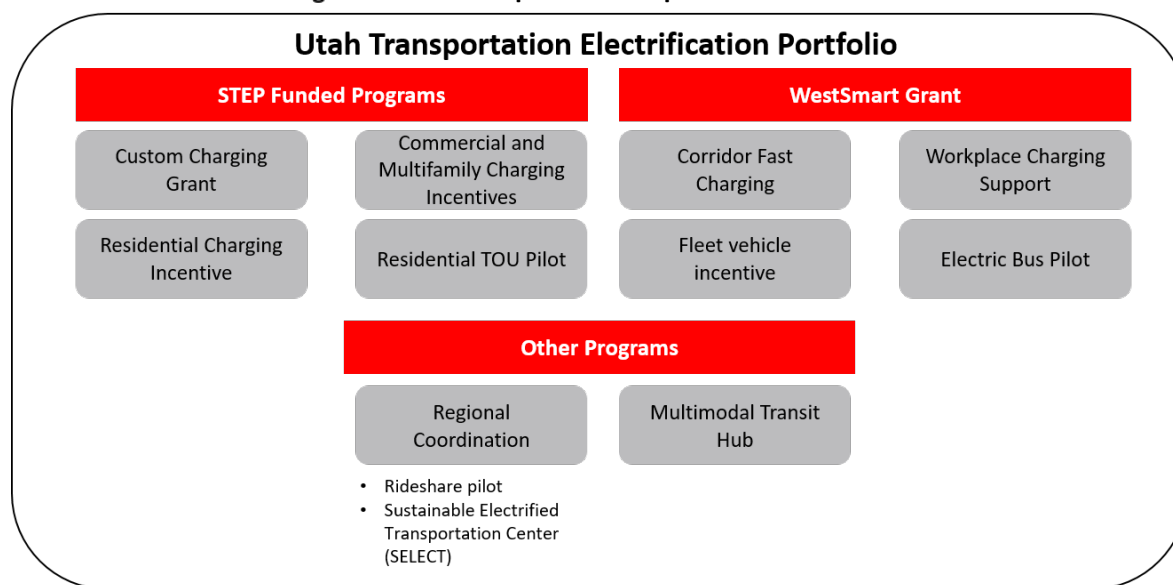 Utah Transportation Electrification Portfolio
STEP Funded Programs
Custom Charging
Grant
Commercial and
Multifamily Charging
Incentives
Residential Charging
Incentive
Residential TOU Pilot
WestSmart Grant
Corridor Fast
Charging
Workplace Charging
Support
Fleet vehicle
incentive
Electric Bus Pilot
Other Programs
Regional
Coordination
• Rideshare pilot
• Sustainable Electrified
Transportation Center
(SELECT)
Multimodal Transit
Hub